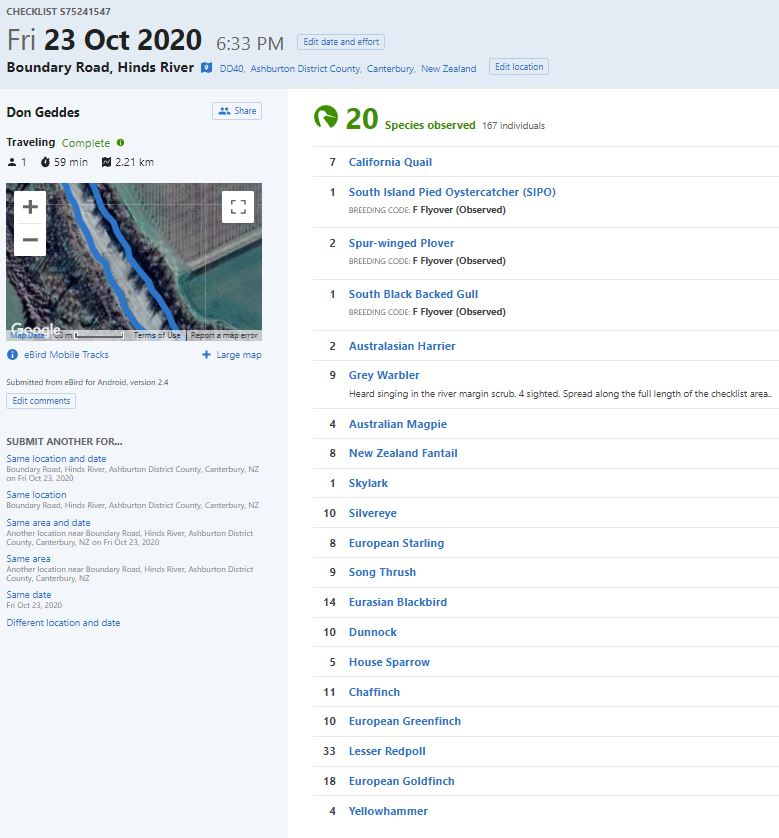 CHECKLIST S75241547
Fri 23 Oct 2020 6:33 PM Edit date and effort
Boundary Road, Hinds River DD40, Ashburton District County, Canterbury, New Zealand Edit location
Don Geddes Share
Traveling Complete
1 59 min 2.21 km
Google
Map Data Terms of Use Report a map error
eBird Mobile Tracks Large map
Submitted from eBird for Android, version 2.4
Edit comments
SUBMIT ANOTHER FOR...
Same location and date
Boundary Road, Hinds River, Ashburton District County, Canterbury, NZ
on Fri Oct 23, 2020
Same location
Boundary Road, Hinds River, Ashburton District County, Canterbury, NZ
Same area and date
Another location near Boundary Road, Hinds River, Ashburton District
County, Canterbury, NZ on Fri Oct 23, 2020
Same area
Another location near Boundary Road, Hinds River, Ashburton District
County, Canterbury, NZ
Same date
Fri Oct 23, 2020
Different location and date
20 Species observed 167 individuals
7 California Quail
1 South Island Pied Oystercatcher (SIPO)
BREEDING CODE: F Flyover (Observed)
2 Spur-winged Plover
BREEDING CODE: F Flyover (Observed)
1 South Black Backed Gull
BREEDING CODE: F Flyover (Observed)
2 Australasian Harrier
9 Grey Warbler
Heard singing in the river margin scrub. 4 sighted. Spread along the full length of the checklist area..
4 Australian Magpie
8 New Zealand Fantail
1 Skylark
10 Silvereye
8 European Starling
9 Song Thrush
14 Eurasian Blackbird
10 Dunnock
5 House Sparrow
11 Chaffinch
10 European Greenfinch
33 Lesser Redpoll
18 European Goldfinch
4 Yellowhammer